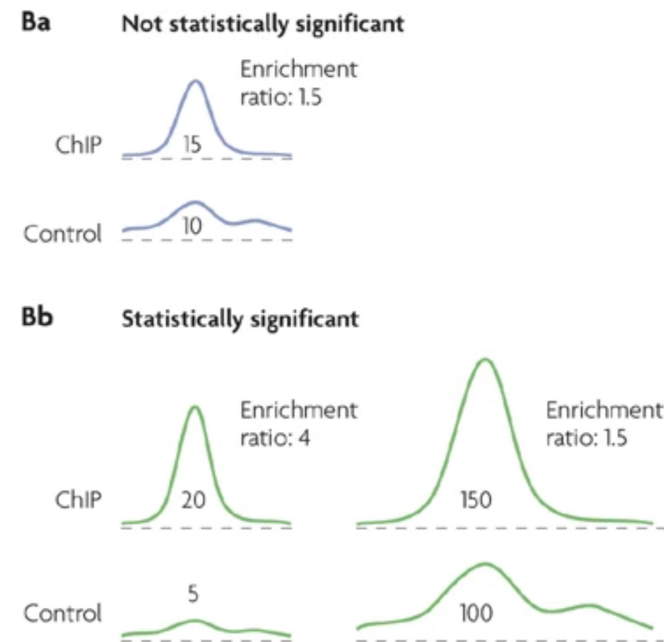 Ba Not statistically significant
Enrichment
ratio: 1.5
ChIP 15
Control 10
Bb Statistically significant
Enrichment
ratio: 4
Enrichment
ratio: 1.5
ChIP 20 150
5
Control 100